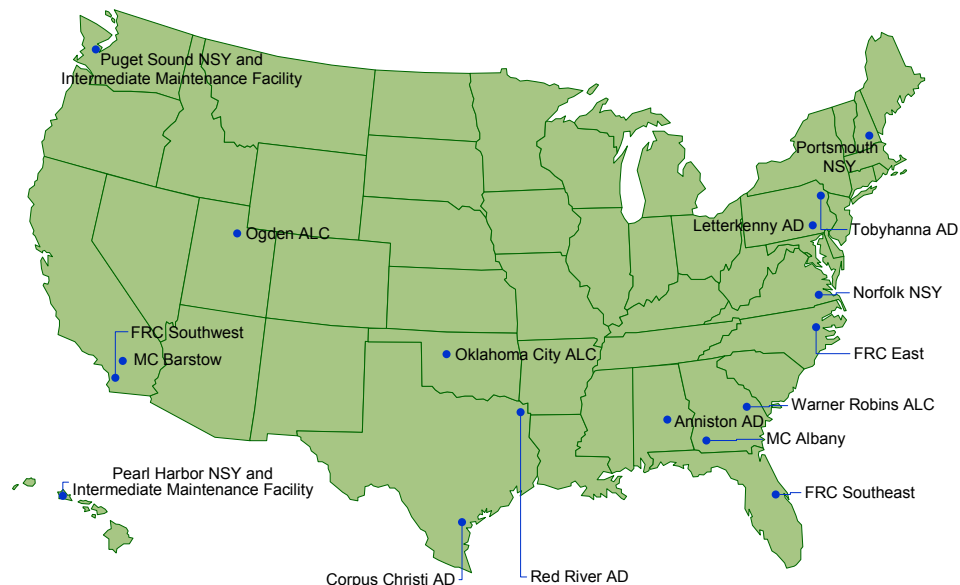 Puget Sound NSY and
Intermediate Maintenance Facility
Portsmouth
NSY
Letterkenny AD
Tobyhanna AD
Ogden ALC
Norfolk NSY
FRC Southwest
MC Barstow
Oklahoma City ALC
FRC East
Warner Robins ALC
Anniston AD
MC Albany
Pearl Harbor NSY and
Intermediate Maintenance Facility
FRC Southeast
Corpus Christi AD
Red River AD